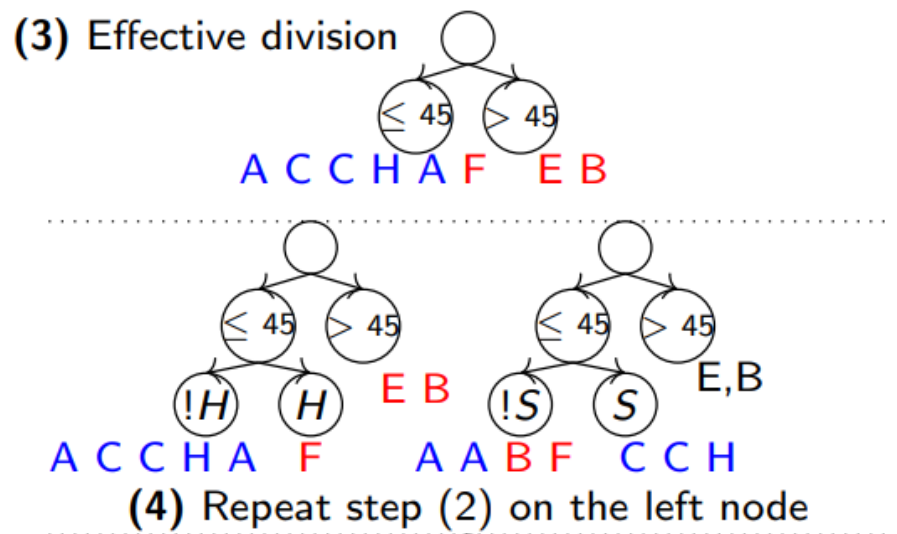 (3) Effective division
≤ 45 > 45
A C C H A F E B
≤ 45 > 45 ≤ 45 > 45
!H H E B !S S E,B
A C C H A F A A B F C C H
(4) Repeat step (2) on the left node